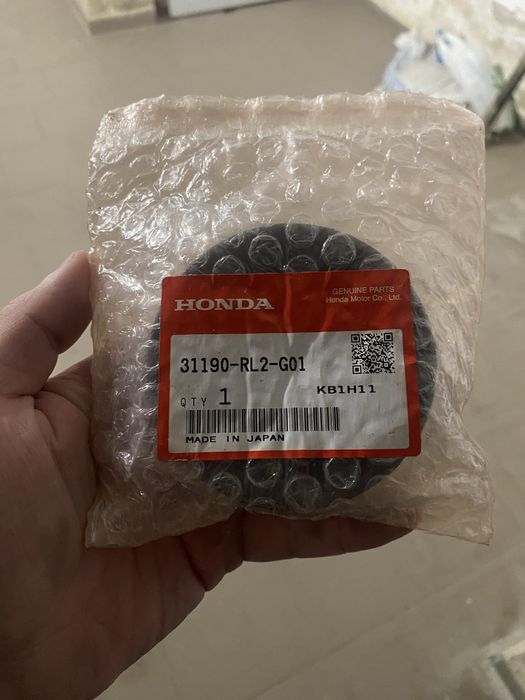 HONDA
GENUINE PARTS
Honda Motor Co., Ltd.
31190-RL2-G01
QTY 1
KB1H11
MADE IN JAPAN